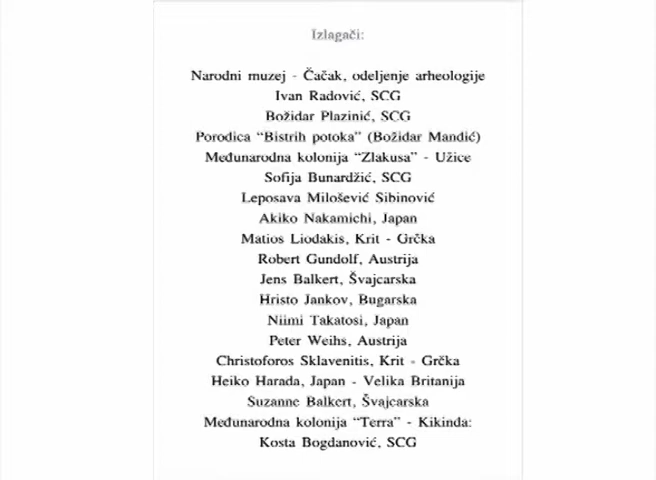 Izlagači:
Narodni muzej - Čačak, odeljenje arheologije
Ivan Radović, SCG
Božidar Plazinić, SCG
Porodica “Bistrih potoka” (Božidar Mandić)
Međunarodna kolonija “Zlakusa” - Užice
Sofija Bunardžić, SCG
Leposava Milošević Sibinović
Akiko Nakamichi, Japan
Matios Liodakis, Krit - Grčka
Robert Gundolf, Austrija
Jens Balkert, Švajcarska
Hristo Jankov, Bugarska
Niimi Takatosi, Japan
Peter Weihs, Austrija
Christoforos Sklavenitis, Krit - Grčka
Heiko Harada, Japan - Velika Britanija
Suzanne Balkert, Švajcarska
Međunarodna kolonija “Terra” - Kikinda:
Kosta Bogdanović, SCG